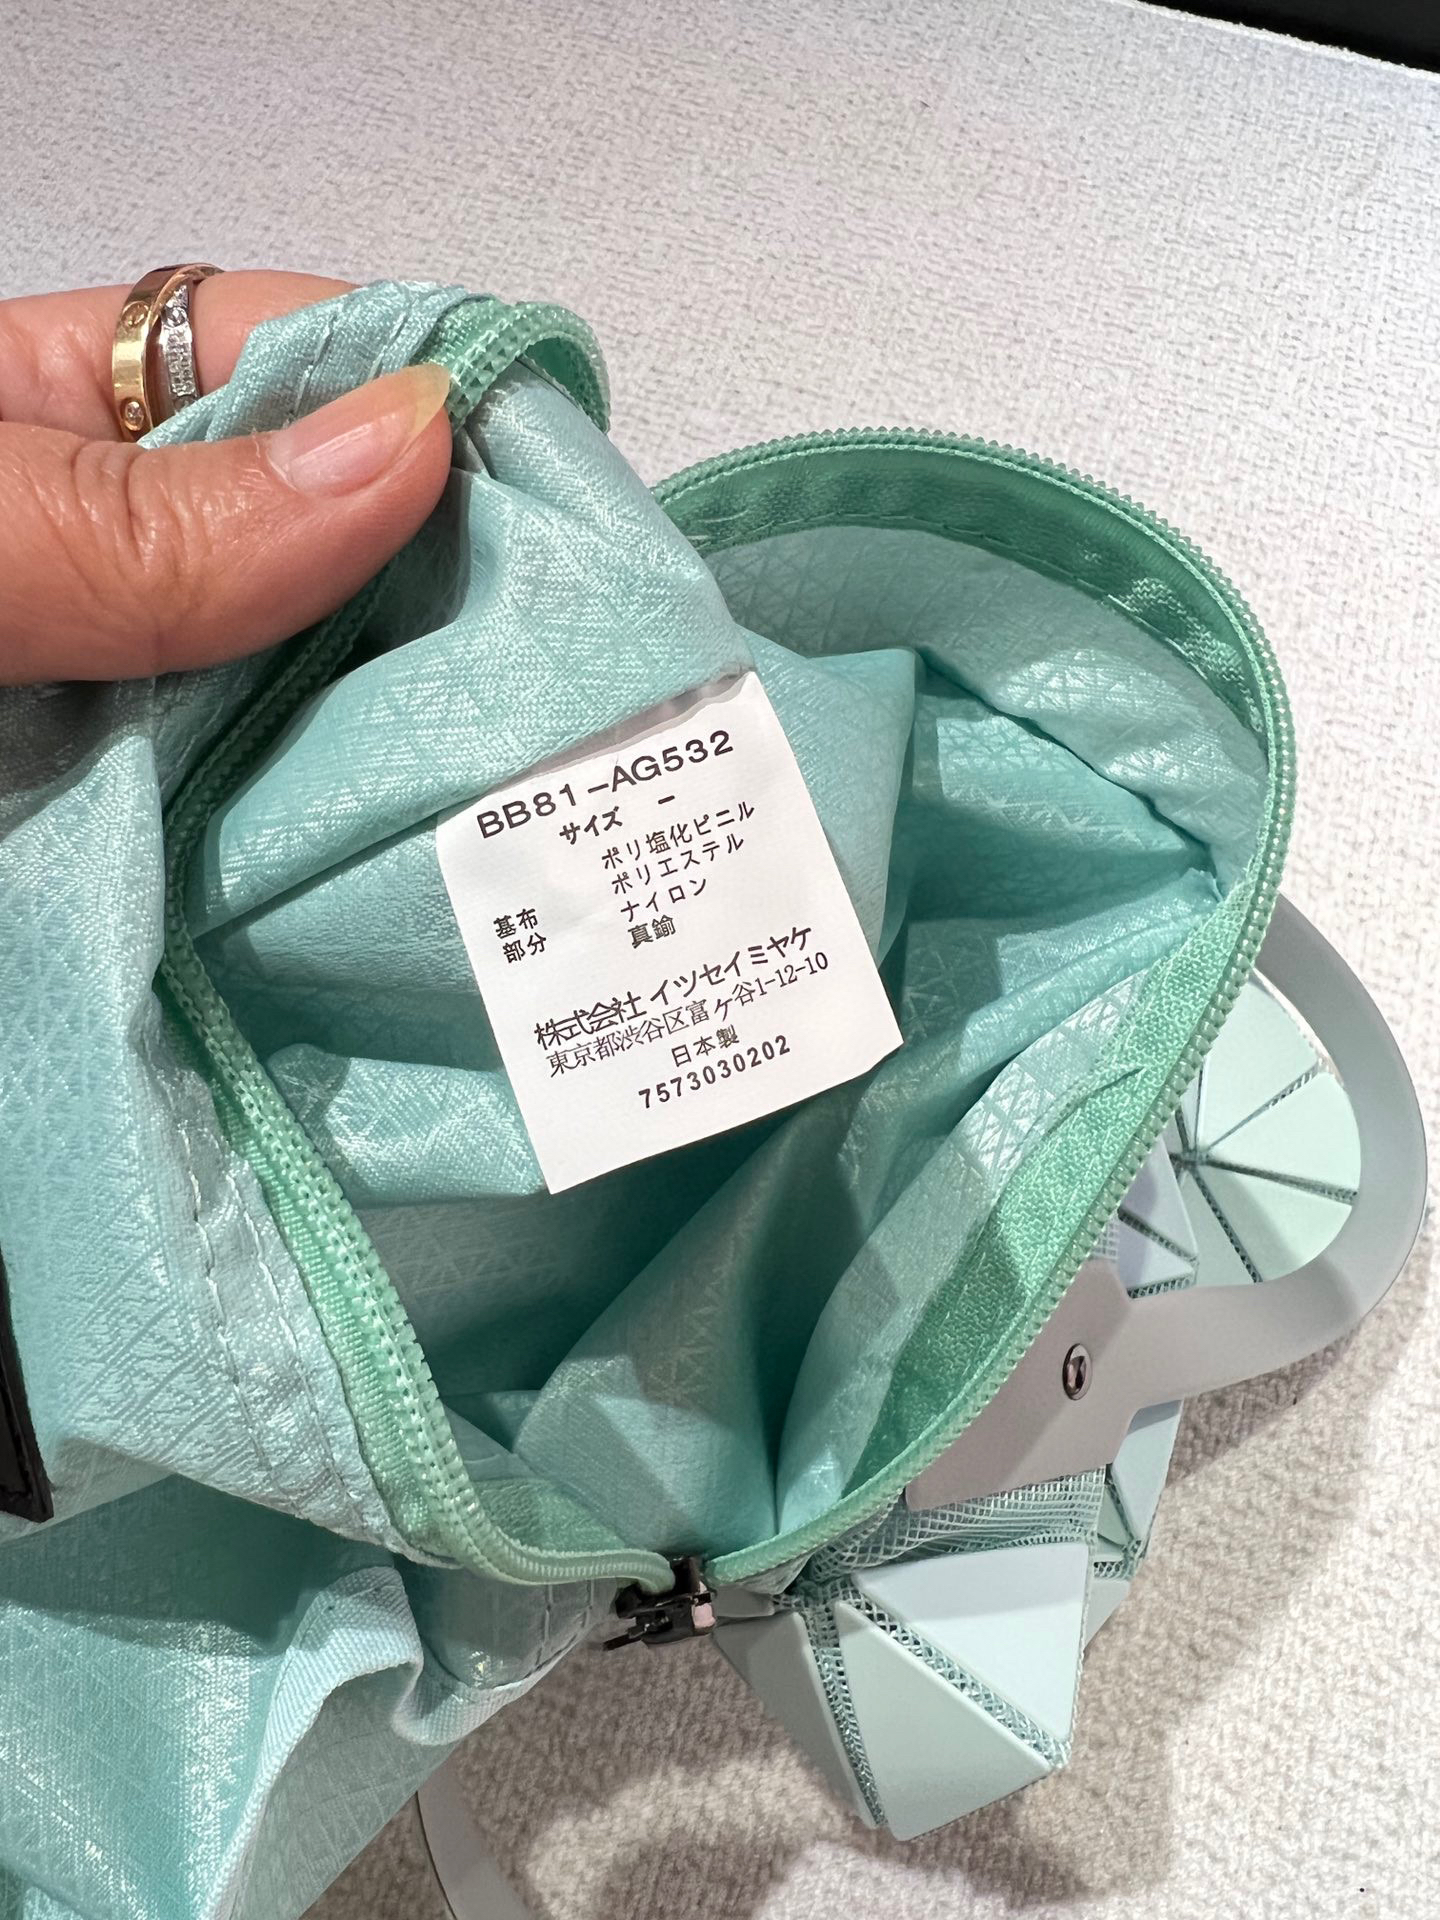 BB81-AG532
サイズ -
ポリ塩化ビニル
ポリエステル
基布 ナイロン
部分 真鍮
株式会社 イッセイミヤケ
東京都渋谷区富ケ谷1-12-10
日本製
7573030202